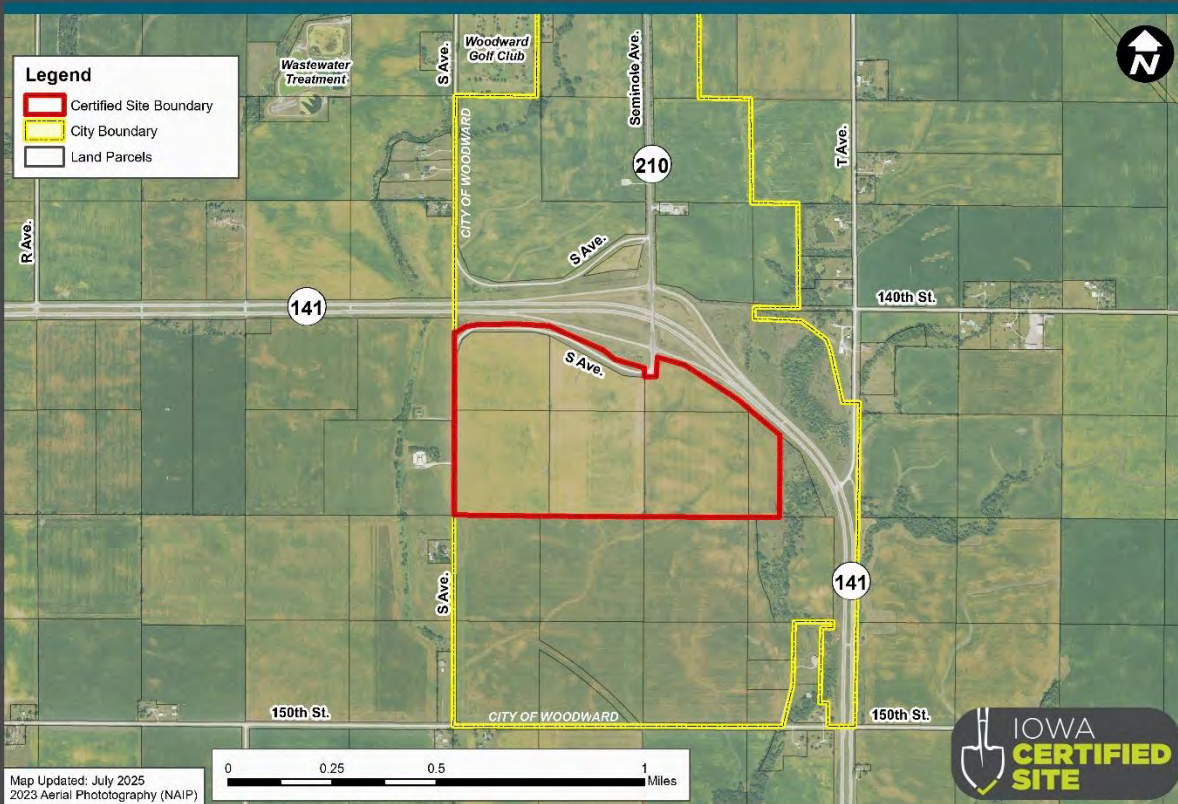 Legend
Certified Site Boundary
City Boundary
Land Parcels
Wastewater
Treatment
S Ave.
Woodward
Golf Club
Seminole Ave.
N
T Ave.
CITY OF WOODWARD
210
R Ave.
S Ave.
141
140th St.
S Ave.
S Ave.
141
150th St.
CITY OF WOODWARD
150th St.
0 0.25 0.5 1
Miles
Map Updated: July 2025
2023 Aerial Phototography (NAIP)
IOWA
CERTIFIED
SITE